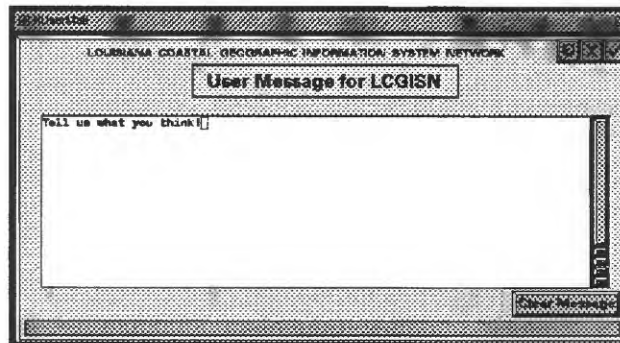 LOUISIANA COASTAL GEOGRAPHIC INFORMATION SYSTEM NETWORK
User Message for LCGISN
Tell us what you think!
Clear Message